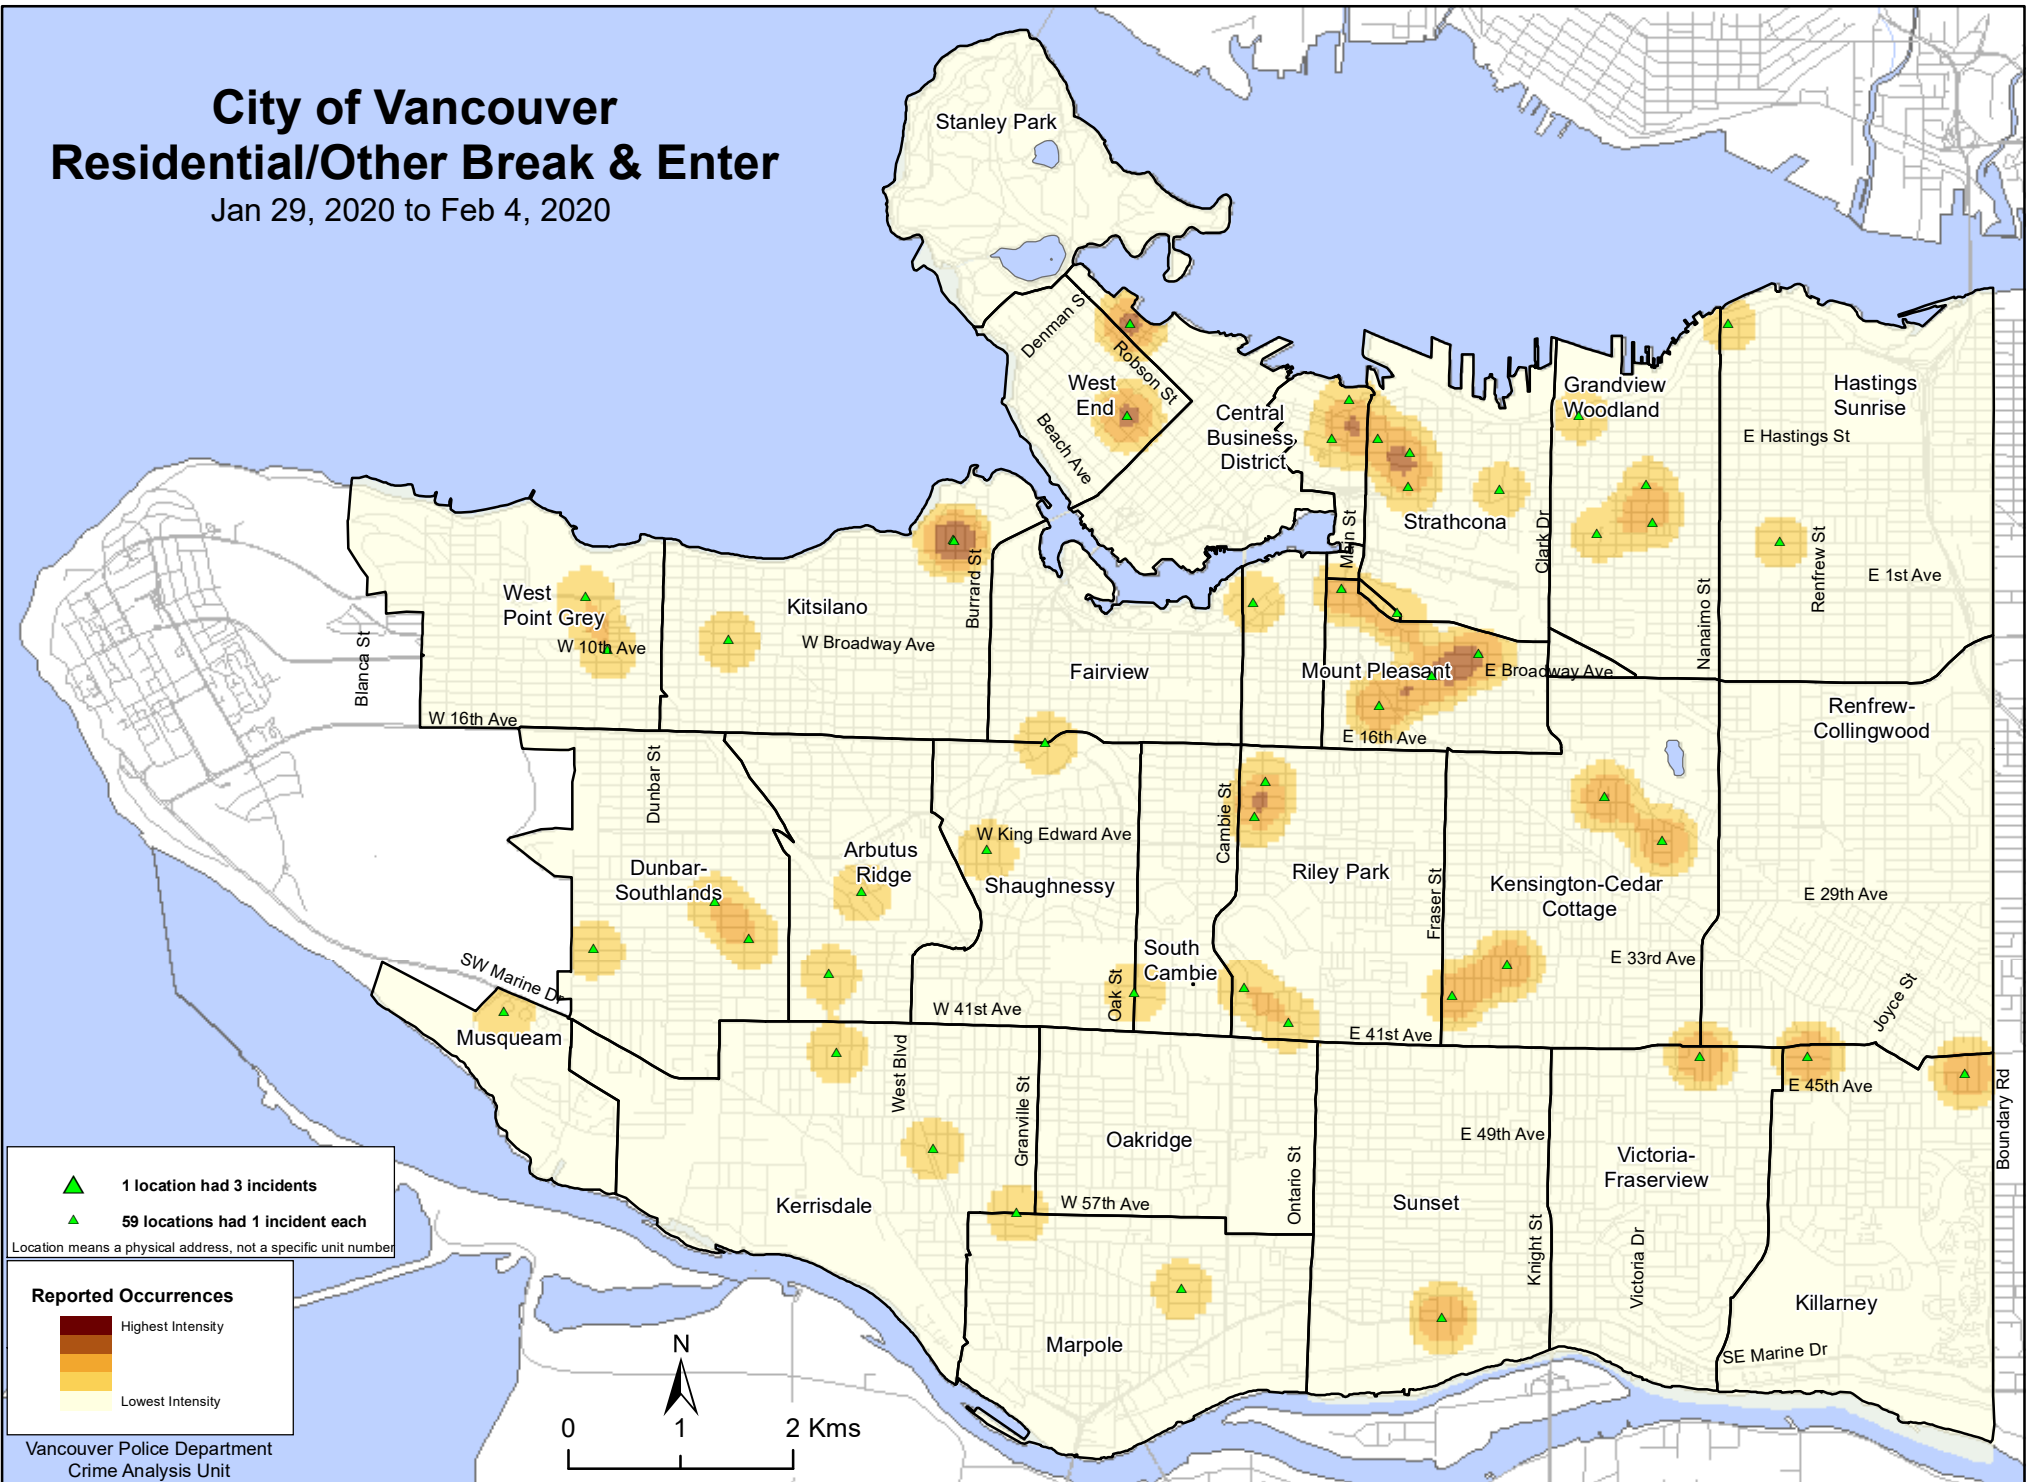 City of Vancouver
Residential/Other Break & Enter
Jan 29, 2020 to Feb 4, 2020
Stanley Park
Denman S
Robson St
West
End
Beach Ave
Central
Business
District
Grandview
Woodland
Hastings
Sunrise
E Hastings St
Strathcona
Main St
Clark Dr
Nanaimo St
Renfrew St
E 1st Ave
West
Point Grey
W 10th Ave
Blanca St
W 16th Ave
Kitsilano
W Broadway Ave
Burrard St
Fairview
Mount Pleasant
E Broadway Ave
E 16th Ave
Renfrew-
Collingwood
Dunbar St
Dunbar-
Southlands
Arbutus
Ridge
W King Edward Ave
Shaughnessy
Cambie St
Riley Park
Fraser St
Kensington-Cedar
Cottage
E 29th Ave
E 33rd Ave
South
Cambie
Oak St
W 41st Ave
E 41st Ave
Joyce St
SW Marine Dr
Musqueam
West Blvd
Granville St
Oakridge
Ontario St
E 49th Ave
E 45th Ave
Boundary Rd
Victoria-
Fraserview
Kerrisdale
W 57th Ave
Sunset
Knight St
Victoria Dr
Killarney
SE Marine Dr
Marpole
1 location had 3 incidents
59 locations had 1 incident each
Location means a physical address, not a specific unit number
Reported Occurrences
Highest Intensity
Lowest Intensity
Vancouver Police Department
Crime Analysis Unit
N
0 1 2 Kms